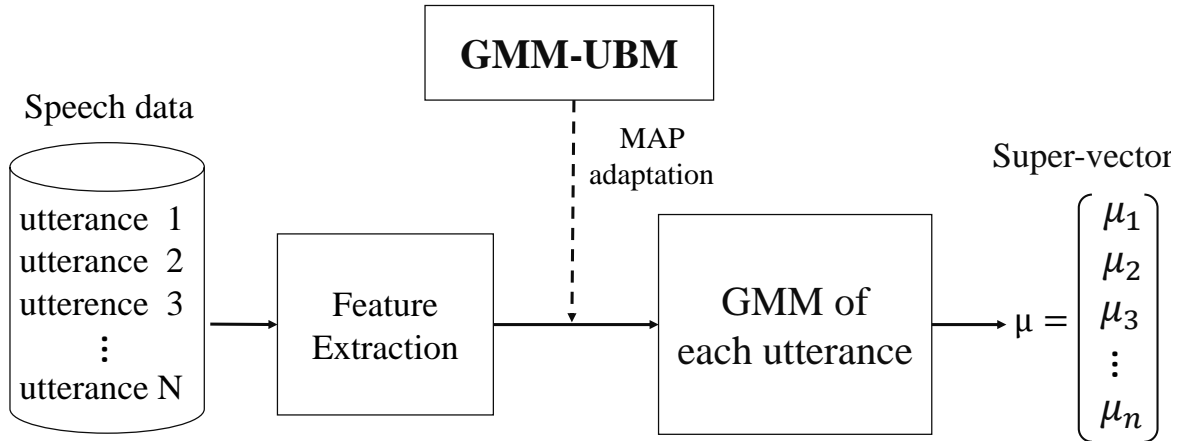 GMM-UBM
Speech data
MAP
adaptation
Super-vector
utterance 1
utterance 2
utterence 3
⋮
utterance N
Feature
Extraction
GMM of
each utterance
μ =
μ₁
μ₂
μ₃
⋮
μₙ